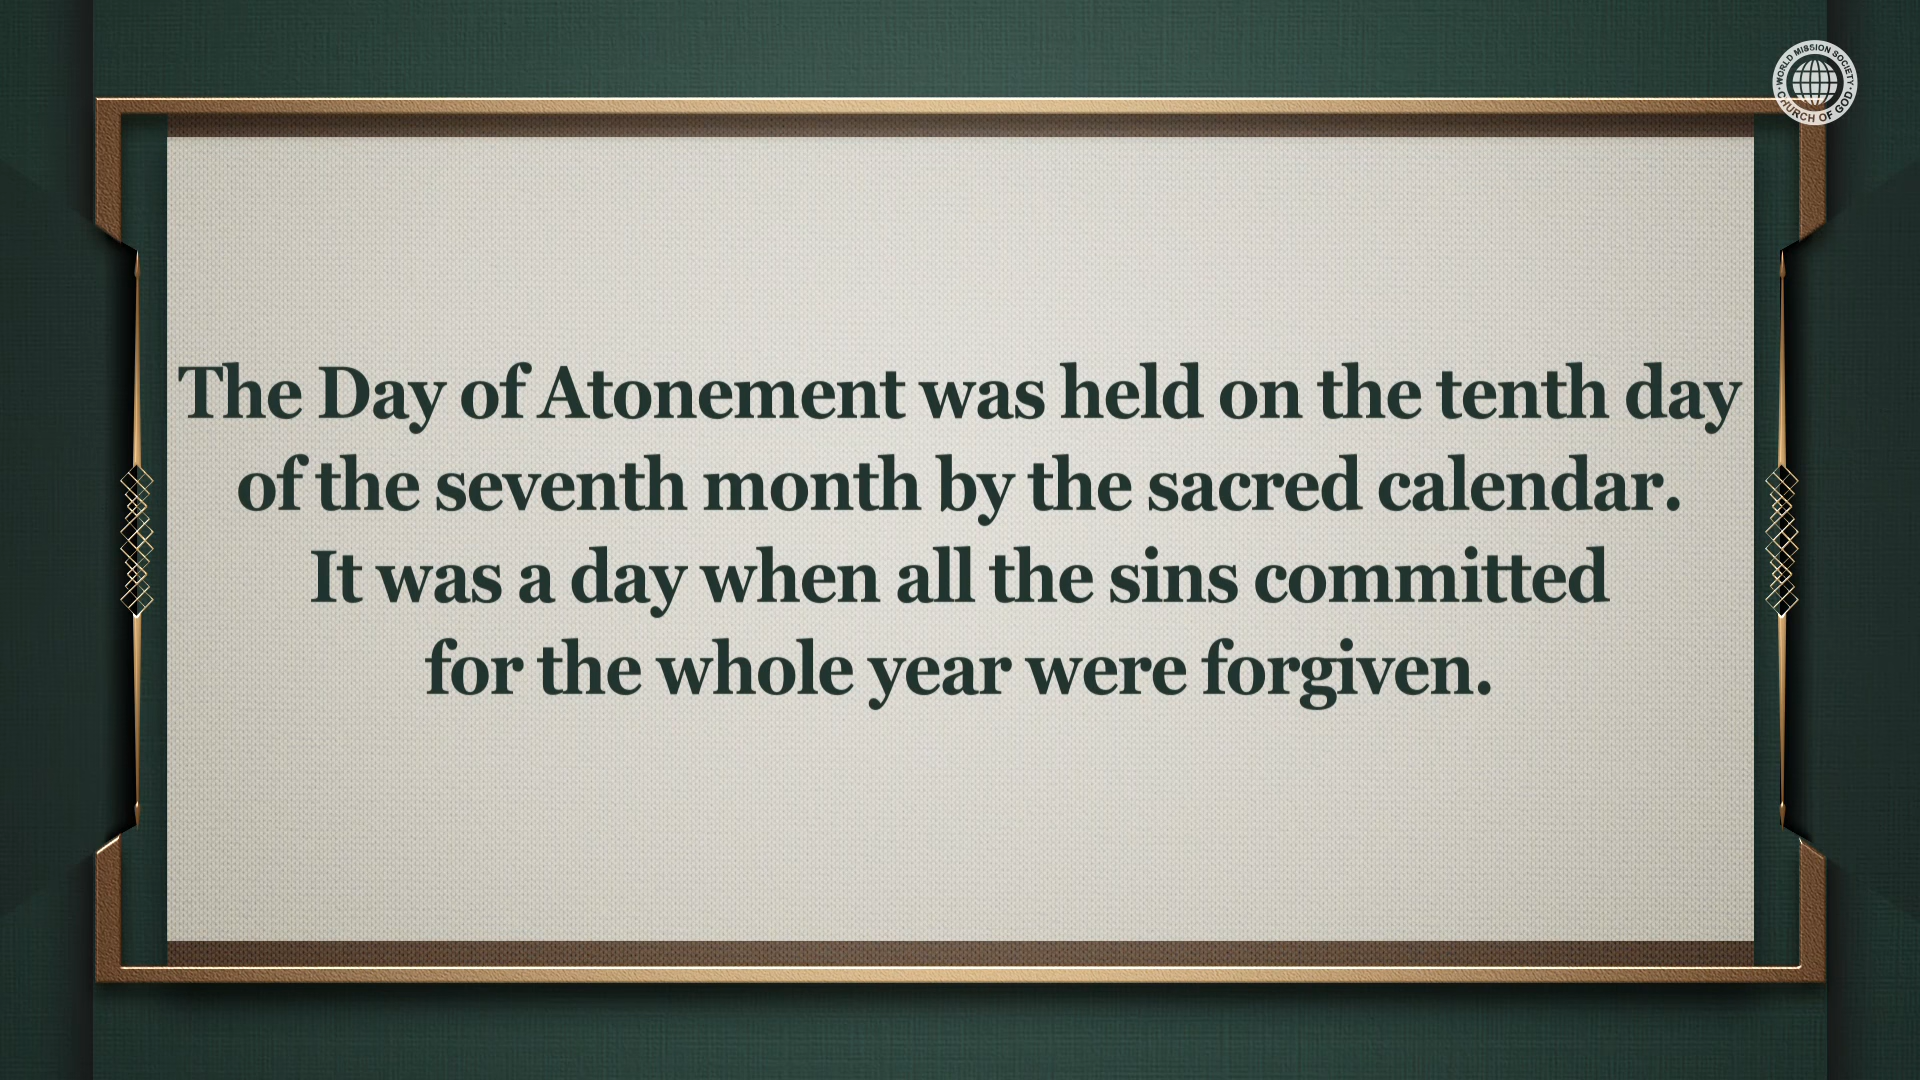 WORLD MISSION SOCIETY
CHURCH OF GOD
The Day of Atonement was held on the tenth day
of the seventh month by the sacred calendar.
It was a day when all the sins committed
for the whole year were forgiven.